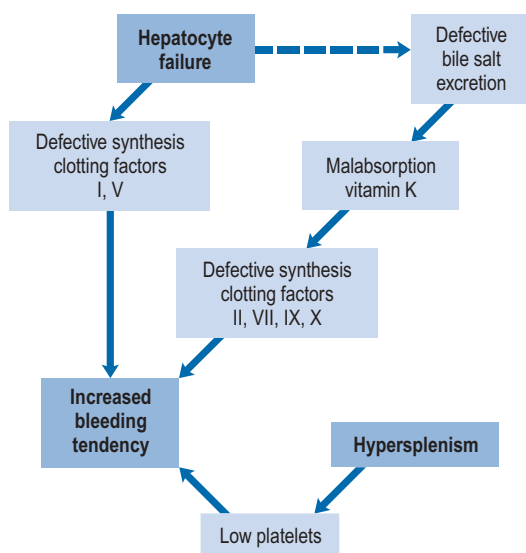 Hepatocyte
failure
Defective
bile salt
excretion
Defective synthesis
clotting factors
I, V
Malabsorption
vitamin K
Defective synthesis
clotting factors
II, VII, IX, X
Increased
bleeding
tendency
Hypersplenism
Low platelets